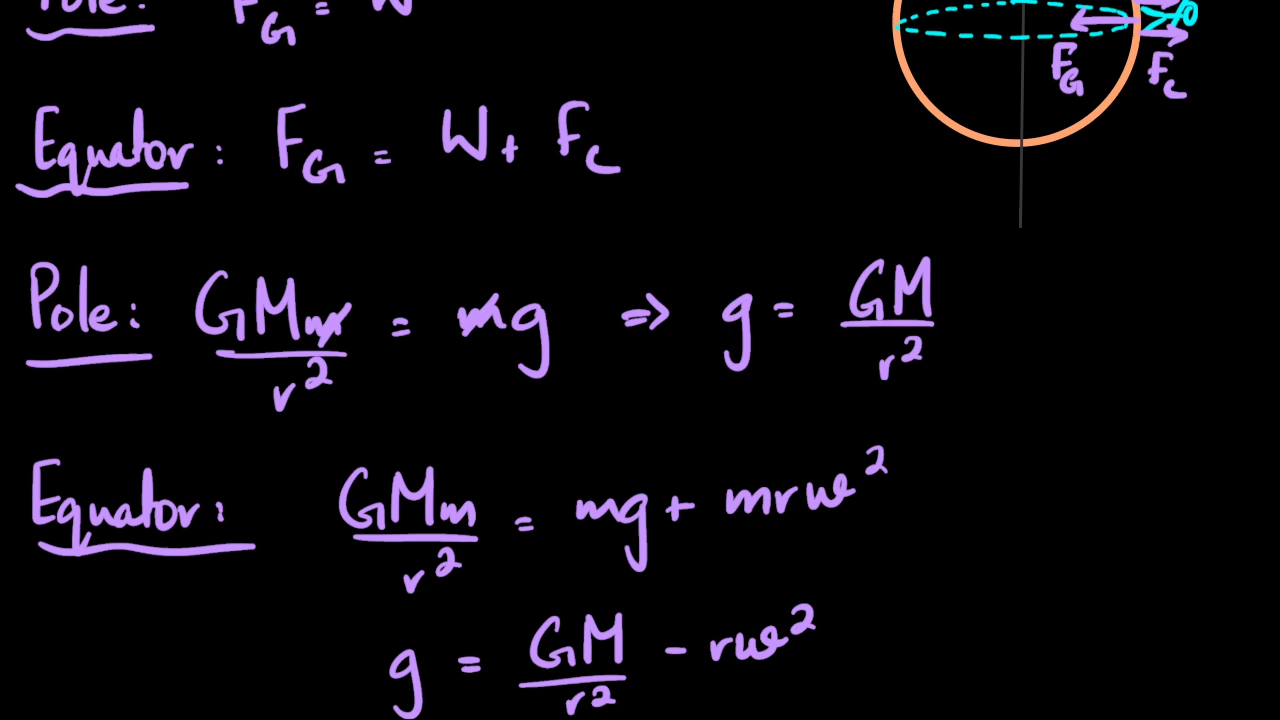 Pole: F_G = W
F_G F_c
Equator: F_G = W + F_c
Pole: GMm/r² = mg ⇒ g = GM/r²
Equator: GMm/r² = mg + mrω²
g = GM/r² - rω²